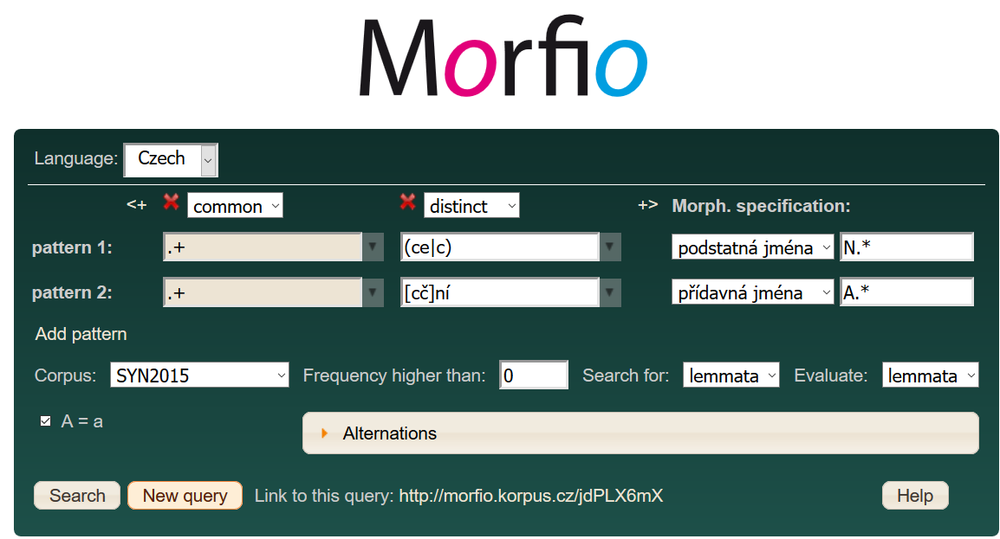 Morfio
Language: Czech
<+ common distinct +> Morph. specification:
pattern 1: .+ (ce|c) podstatná jména N.*
pattern 2: .+ [cč]ní přídavná jména A.*
Add pattern
Corpus: SYN2015 Frequency higher than: 0 Search for: lemmata Evaluate: lemmata
A = a Alternations
Search New query Link to this query: http://morfio.korpus.cz/jdPLX6mX Help